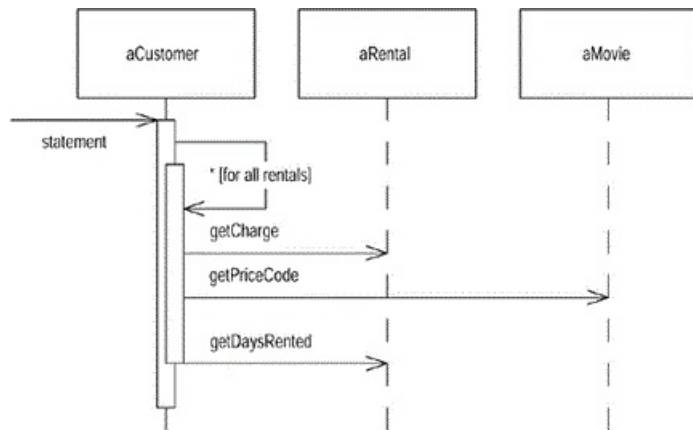 aCustomer
aRental
aMovie
statement
* [for all rentals]
getCharge
getPriceCode
getDaysRented